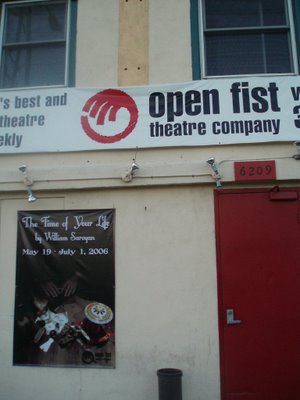 's best and
theatre
ekly
open fist
theatre company
6209
The Time of Your Life
by William Saroyan
May 19 - July 1, 2006